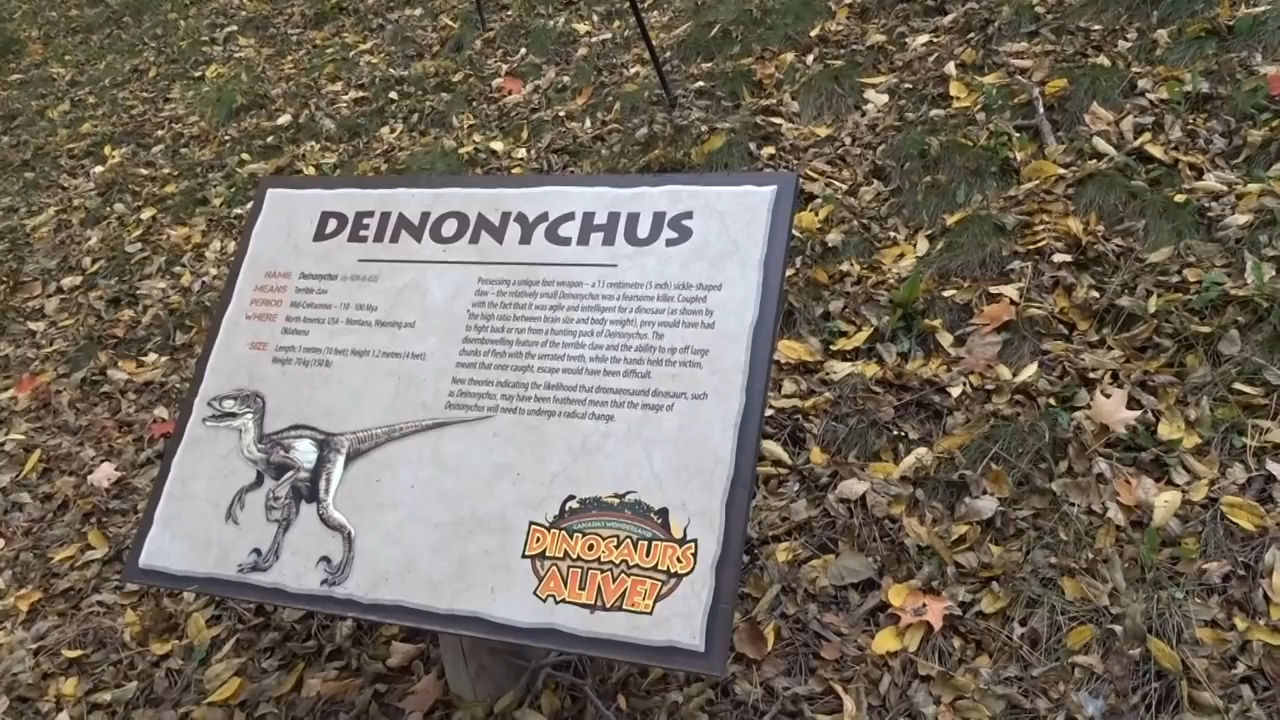 DEINONYCHUS
NAME Deinonychus
MEANS Terrible claw
PERIOD Mid-Cretaceous – 110 - 100 Mya
WHERE North America: USA – Montana, Wyoming and
Oklahoma
SIZE Length: 3 metres (10 feet); Height 1.2 metres (4 feet);
Weight: 70 kg (150 lb)
Possessing a unique foot weapon – a 13 centimetre (5 inch) sickle-shaped
claw – the relatively small Deinonychus was a fearsome killer. Coupled
with the fact that it was agile and intelligent for a dinosaur (as shown by
the high ratio between brain size and body weight), prey would have had
to fight back or run from a hunting pack of Deinonychus. The
disembowelling feature of the terrible claw and the ability to rip off large
chunks of flesh with the serrated teeth, while the hands held the victim,
meant that once caught, escape would have been difficult.
New theories indicating the likelihood that dromaeosaurid dinosaurs, such
as Deinonychus, may have been feathered mean that the image of
Deinonychus will need to undergo a radical change.
CANADA'S WONDERLAND
DINOSAURS
ALIVE!